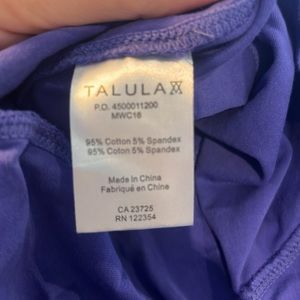 TALULA
P.O. 4500011200
MWC16
95% Cotton 5% Spandex
95% Coton 5% Spandex
Made In China
Fabriqué en Chine
CA 23725
RN 122354